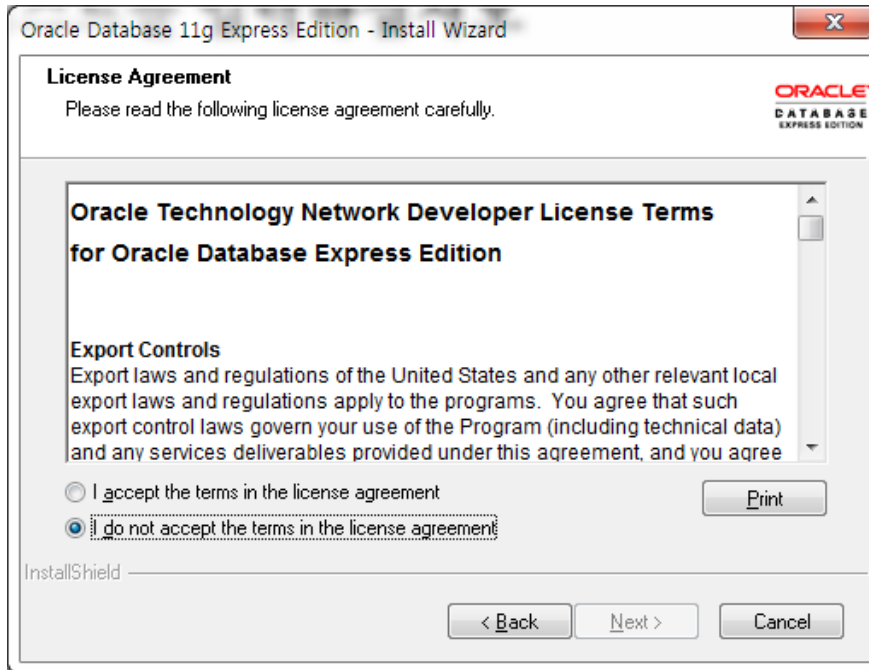 Oracle Database 11g Express Edition - Install Wizard
License Agreement
Please read the following license agreement carefully.
ORACLE
DATABASE
EXPRESS EDITION
Oracle Technology Network Developer License Terms
for Oracle Database Express Edition
Export Controls
Export laws and regulations of the United States and any other relevant local
export laws and regulations apply to the programs.  You agree that such
export control laws govern your use of the Program (including technical data)
and any services deliverables provided under this agreement, and you agree
I accept the terms in the license agreement
Print
I do not accept the terms in the license agreement
InstallShield
< Back
Next >
Cancel